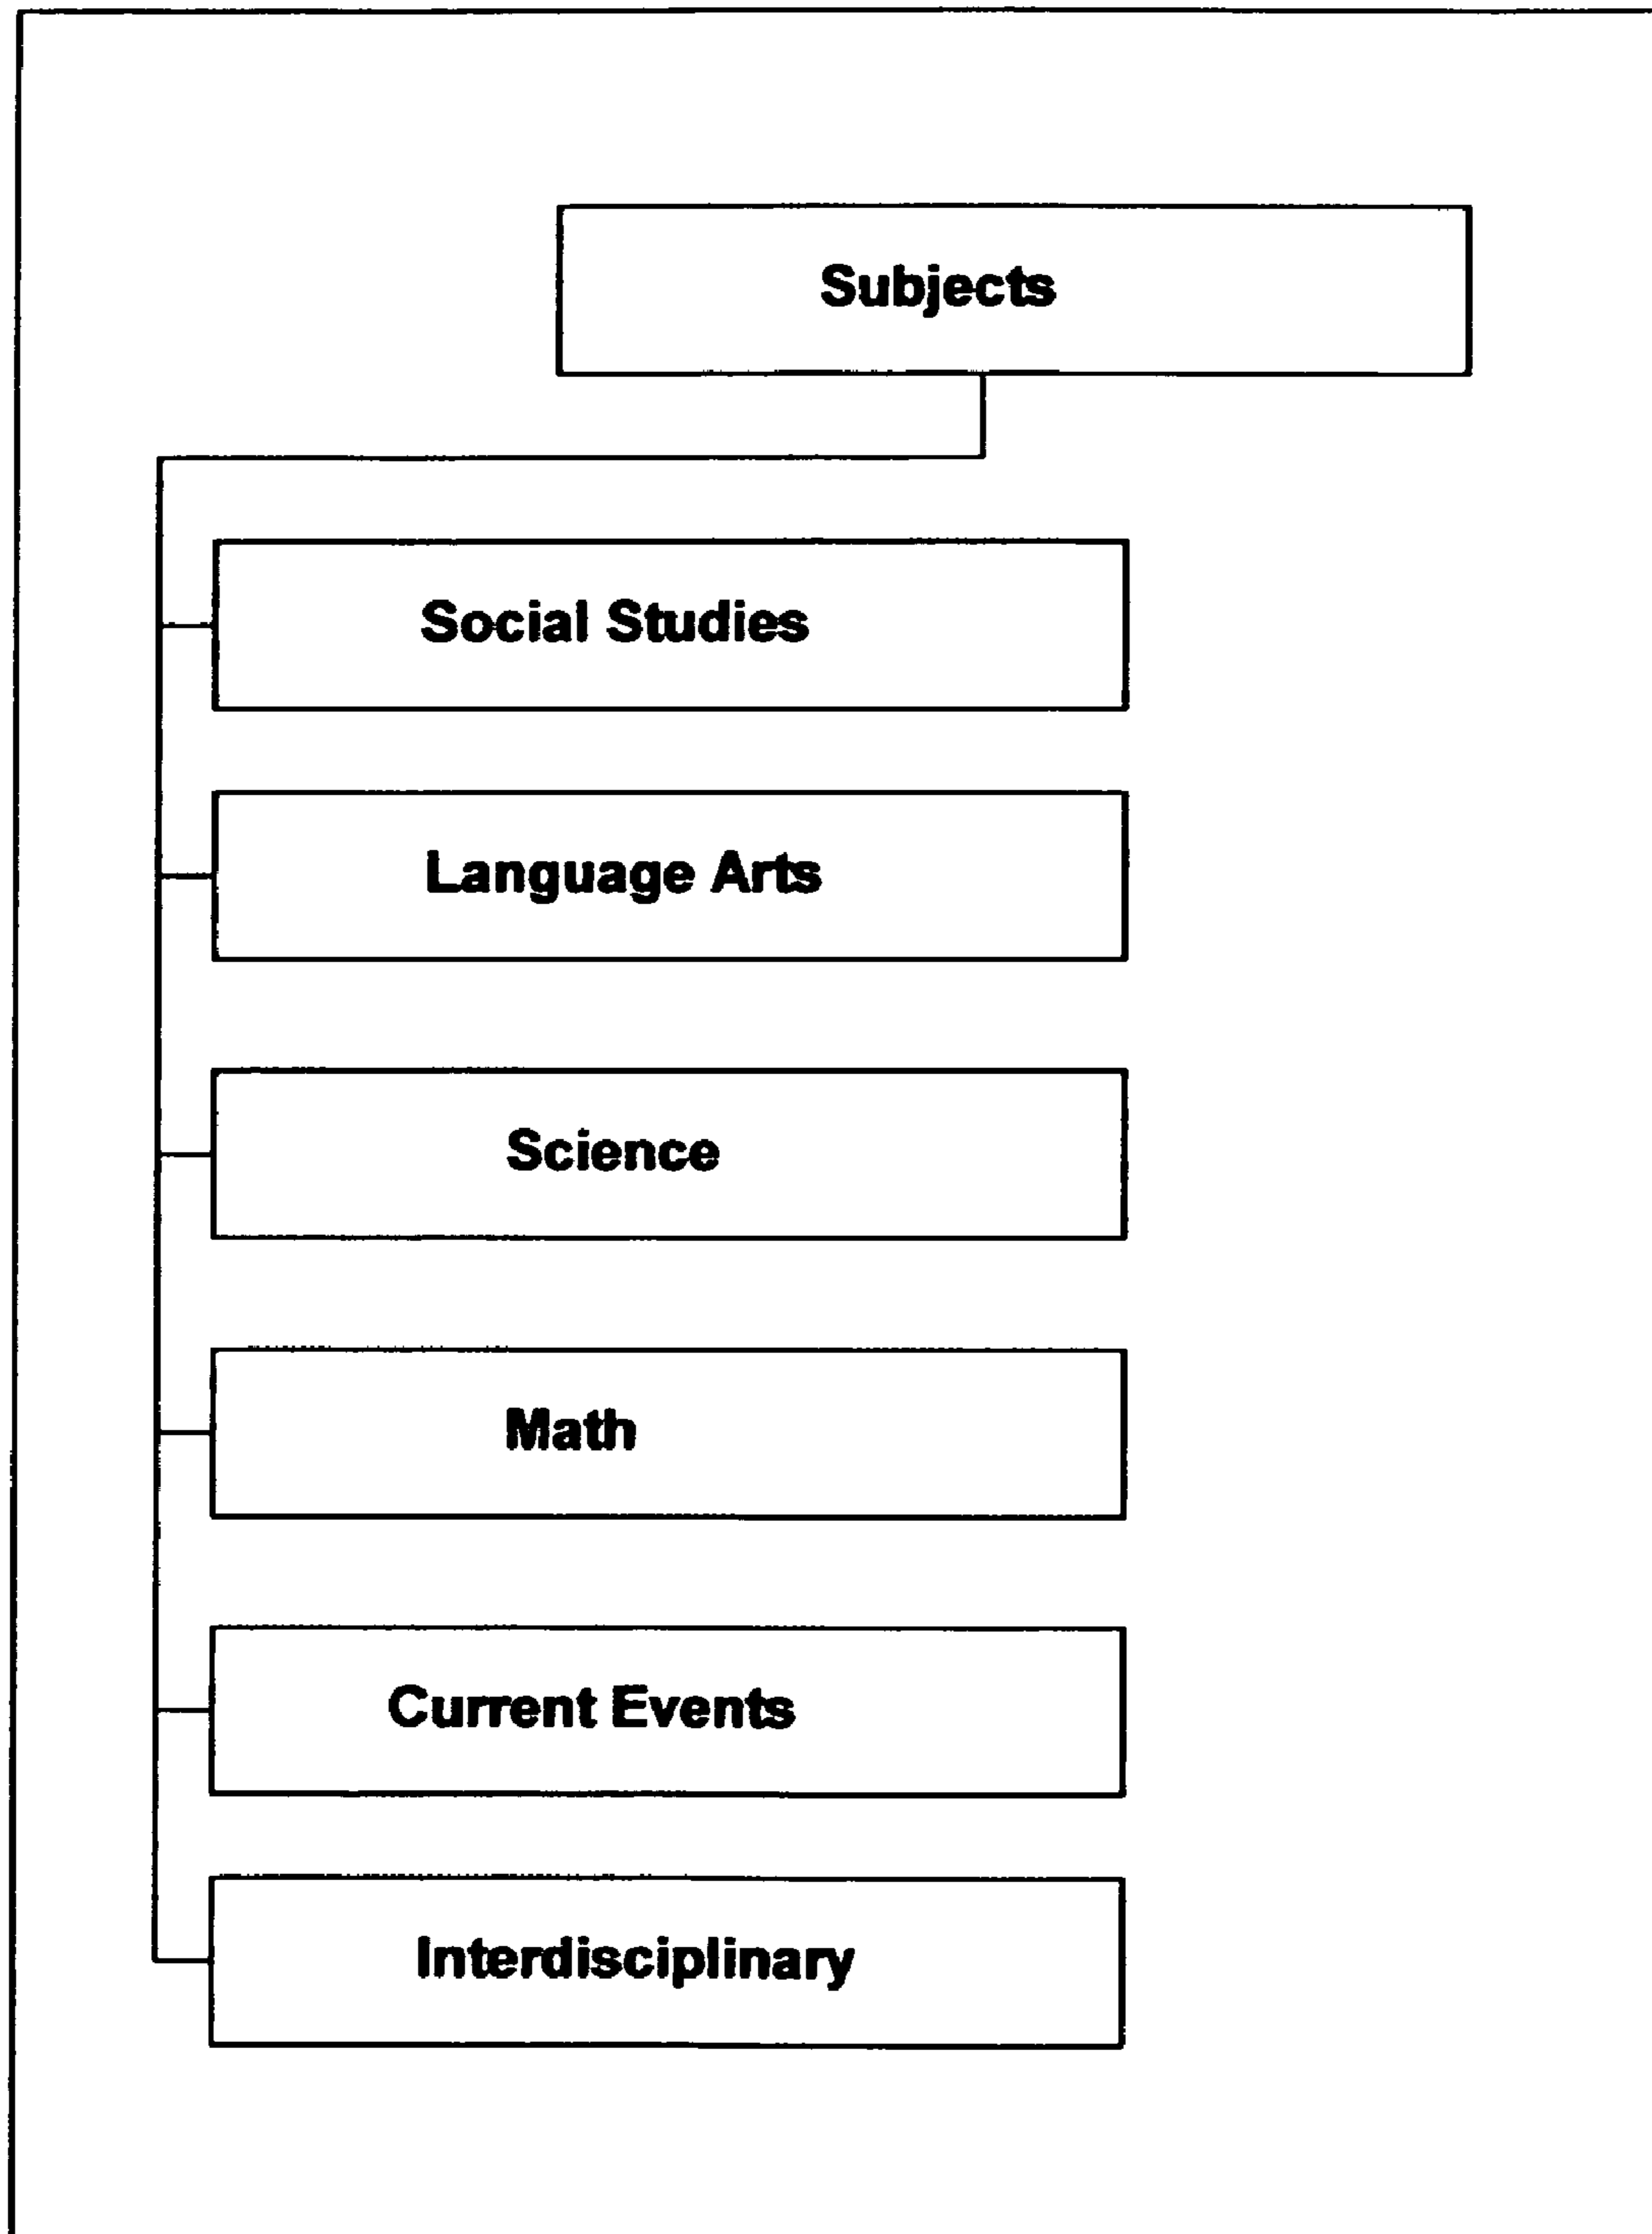 Subjects
Social Studies
Language Arts
Science
Math
Current Events
Interdisciplinary